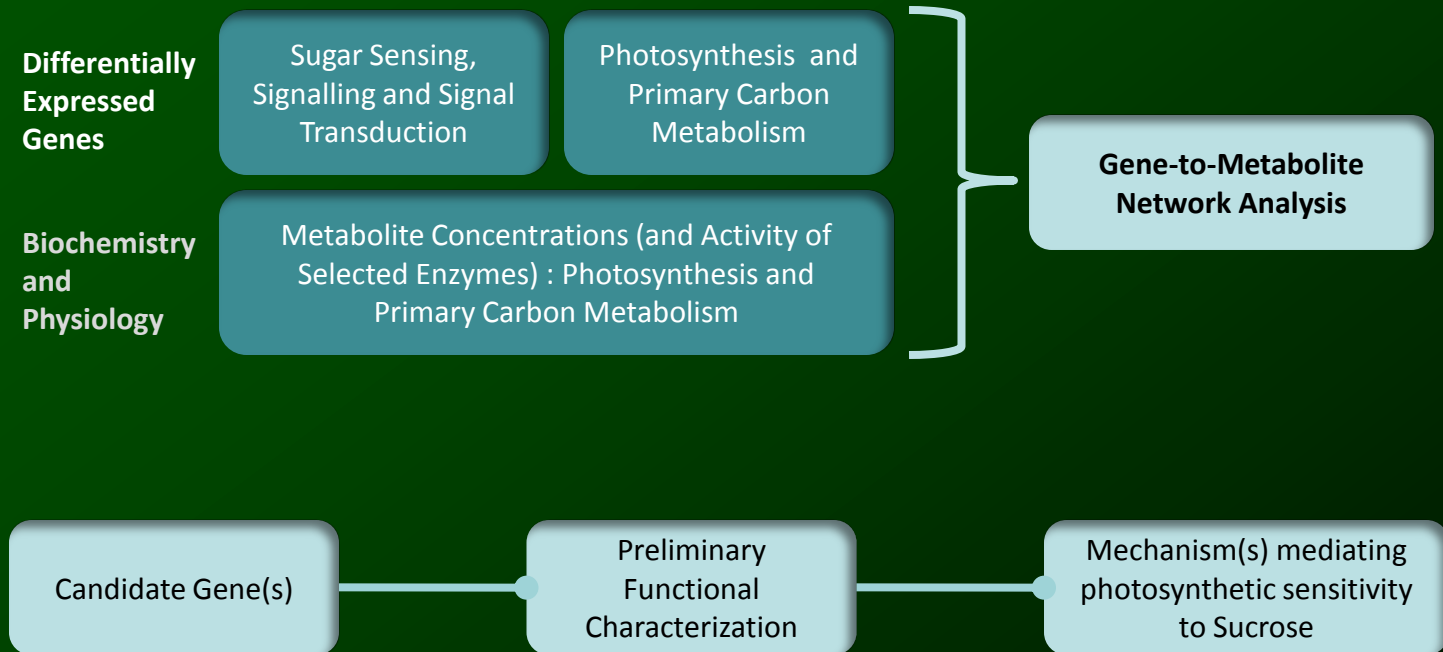 Differentially
Expressed
Genes
Sugar Sensing,
Signalling and Signal
Transduction
Photosynthesis and
Primary Carbon
Metabolism
Gene-to-Metabolite
Network Analysis
Biochemistry
and
Physiology
Metabolite Concentrations (and Activity of
Selected Enzymes) : Photosynthesis and
Primary Carbon Metabolism
Candidate Gene(s)
Preliminary
Functional
Characterization
Mechanism(s) mediating
photosynthetic sensitivity
to Sucrose